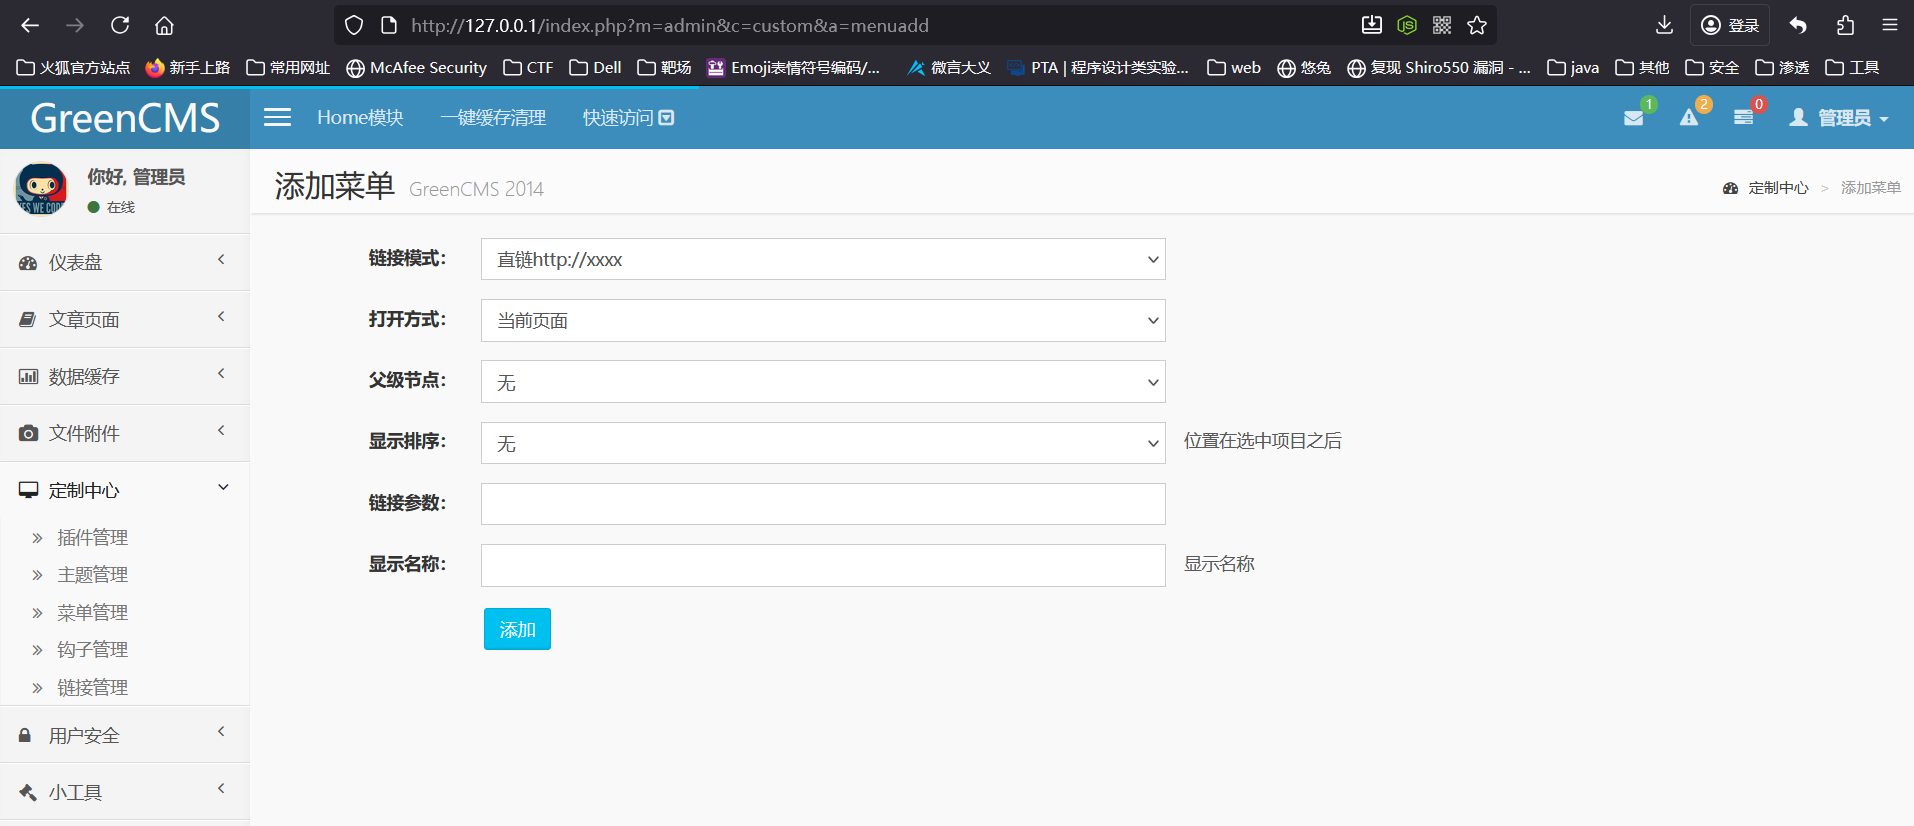 http://127.0.0.1/index.php?m=admin&c=custom&a=menuadd
登录
火狐官方站点 新手上路 常用网址 McAfee Security CTF Dell 靶场 Emoji表情符号编码/... 微言大义 PTA | 程序设计类实验... web 悠兔 复现 Shiro550 漏洞 - ... java 其他 安全 渗透 工具
GreenCMS Home模块 一键缓存清理 快速访问 1 2 0 管理员
你好, 管理员
在线
添加菜单 GreenCMS 2014
定制中心 > 添加菜单
仪表盘
文章页面
数据缓存
文件附件
定制中心
插件管理
主题管理
菜单管理
钩子管理
链接管理
用户安全
小工具
链接模式： 直链http://xxxx
打开方式： 当前页面
父级节点： 无
显示排序： 无 位置在选中项目之后
链接参数：
显示名称： 显示名称
添加